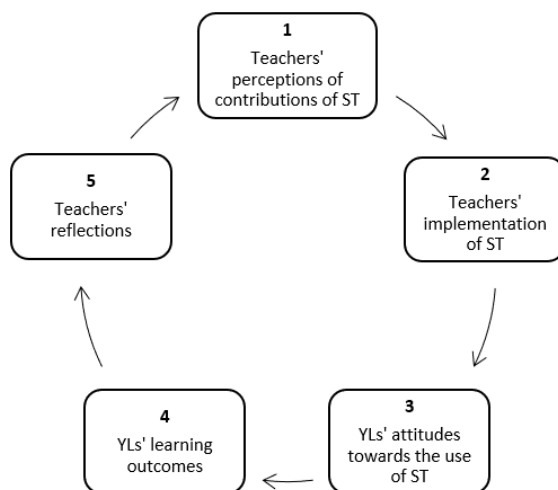 1
Teachers'
perceptions of
contributions of ST
2
Teachers'
implementation
of ST
3
YLs' attitudes
towards the use
of ST
4
YLs' learning
outcomes
5
Teachers'
reflections